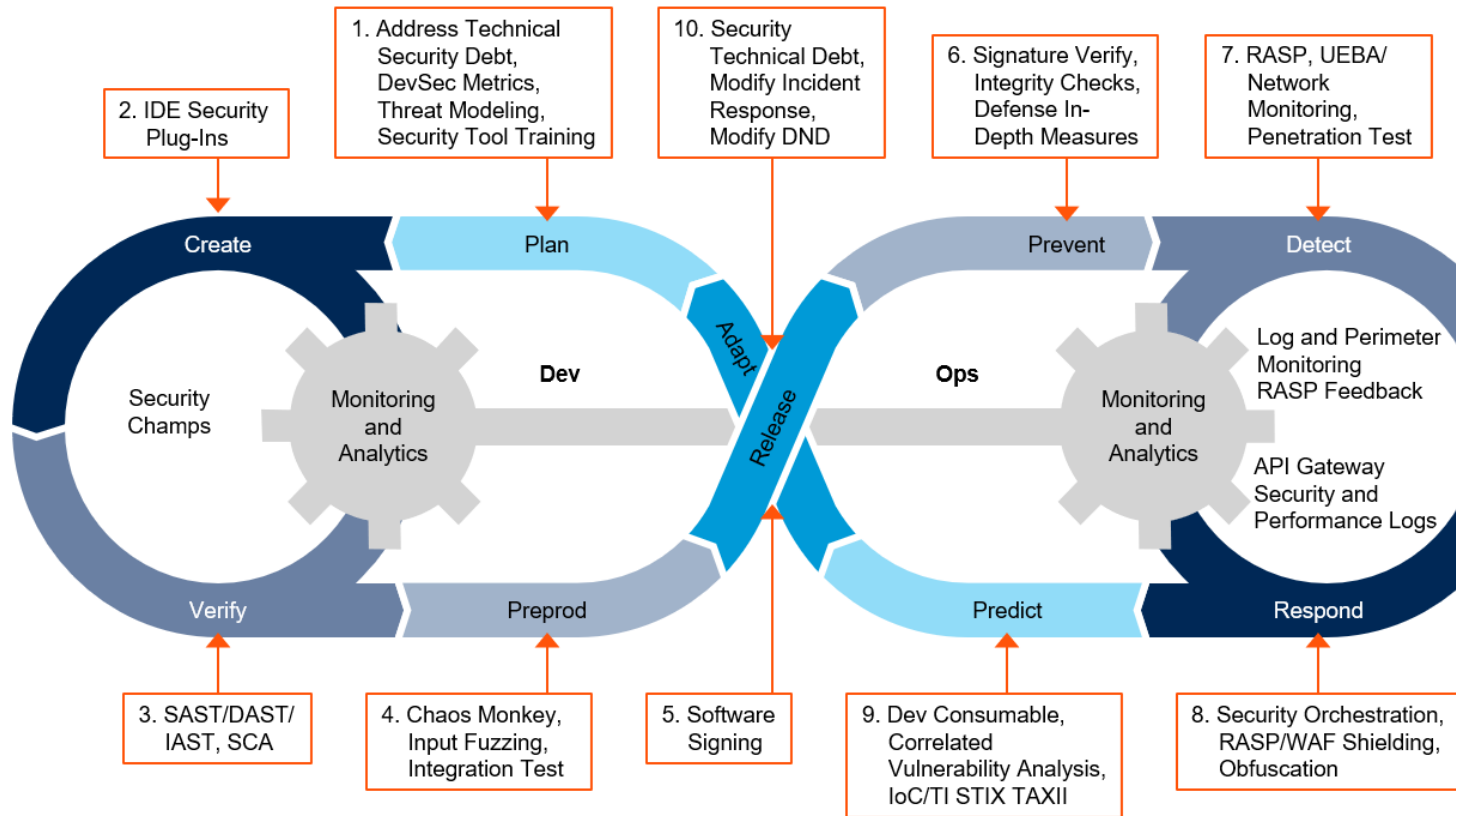 1. Address Technical
Security Debt,
DevSec Metrics,
Threat Modeling,
Security Tool Training
10. Security
Technical Debt,
Modify Incident
Response,
Modify DND
6. Signature Verify,
Integrity Checks,
Defense In-
Depth Measures
7. RASP, UEBA/
Network
Monitoring,
Penetration Test
2. IDE Security
Plug-Ins
Create
Plan
Prevent
Detect
Adapt
Release
Dev
Ops
Security
Champs
Monitoring
and
Analytics
Monitoring
and
Analytics
Log and Perimeter
Monitoring
RASP Feedback
API Gateway
Security and
Performance Logs
Verify
Preprod
Predict
Respond
3. SAST/DAST/
IAST, SCA
4. Chaos Monkey,
Input Fuzzing,
Integration Test
5. Software
Signing
9. Dev Consumable,
Correlated
Vulnerability Analysis,
IoC/TI STIX TAXII
8. Security Orchestration,
RASP/WAF Shielding,
Obfuscation